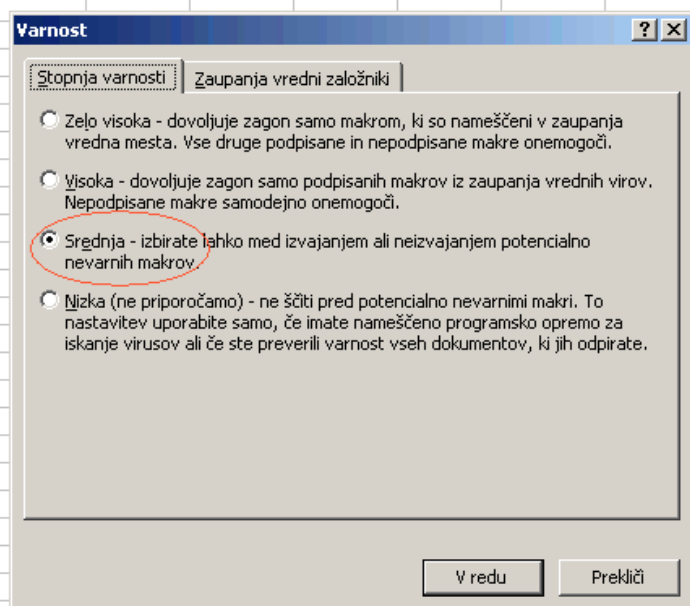 Varnost
Stopnja varnosti Zaupanja vredni založniki
Zelo visoka - dovoljuje zagon samo makrom, ki so nameščeni v zaupanja
vredna mesta. Vse druge podpisane in nepodpisane makre onemogoči.
Visoka - dovoljuje zagon samo podpisanih makrov iz zaupanja vrednih virov.
Nepodpisane makre samodejno onemogoči.
Srednja - izbirate lahko med izvajanjem ali neizvajanjem potencialno
nevarnih makrov.
Nizka (ne priporočamo) - ne ščiti pred potencialno nevarnimi makri. To
nastavitev uporabite samo, če imate nameščeno programsko opremo za
iskanje virusov ali če ste preverili varnost vseh dokumentov, ki jih odpirate.
V redu Prekliči